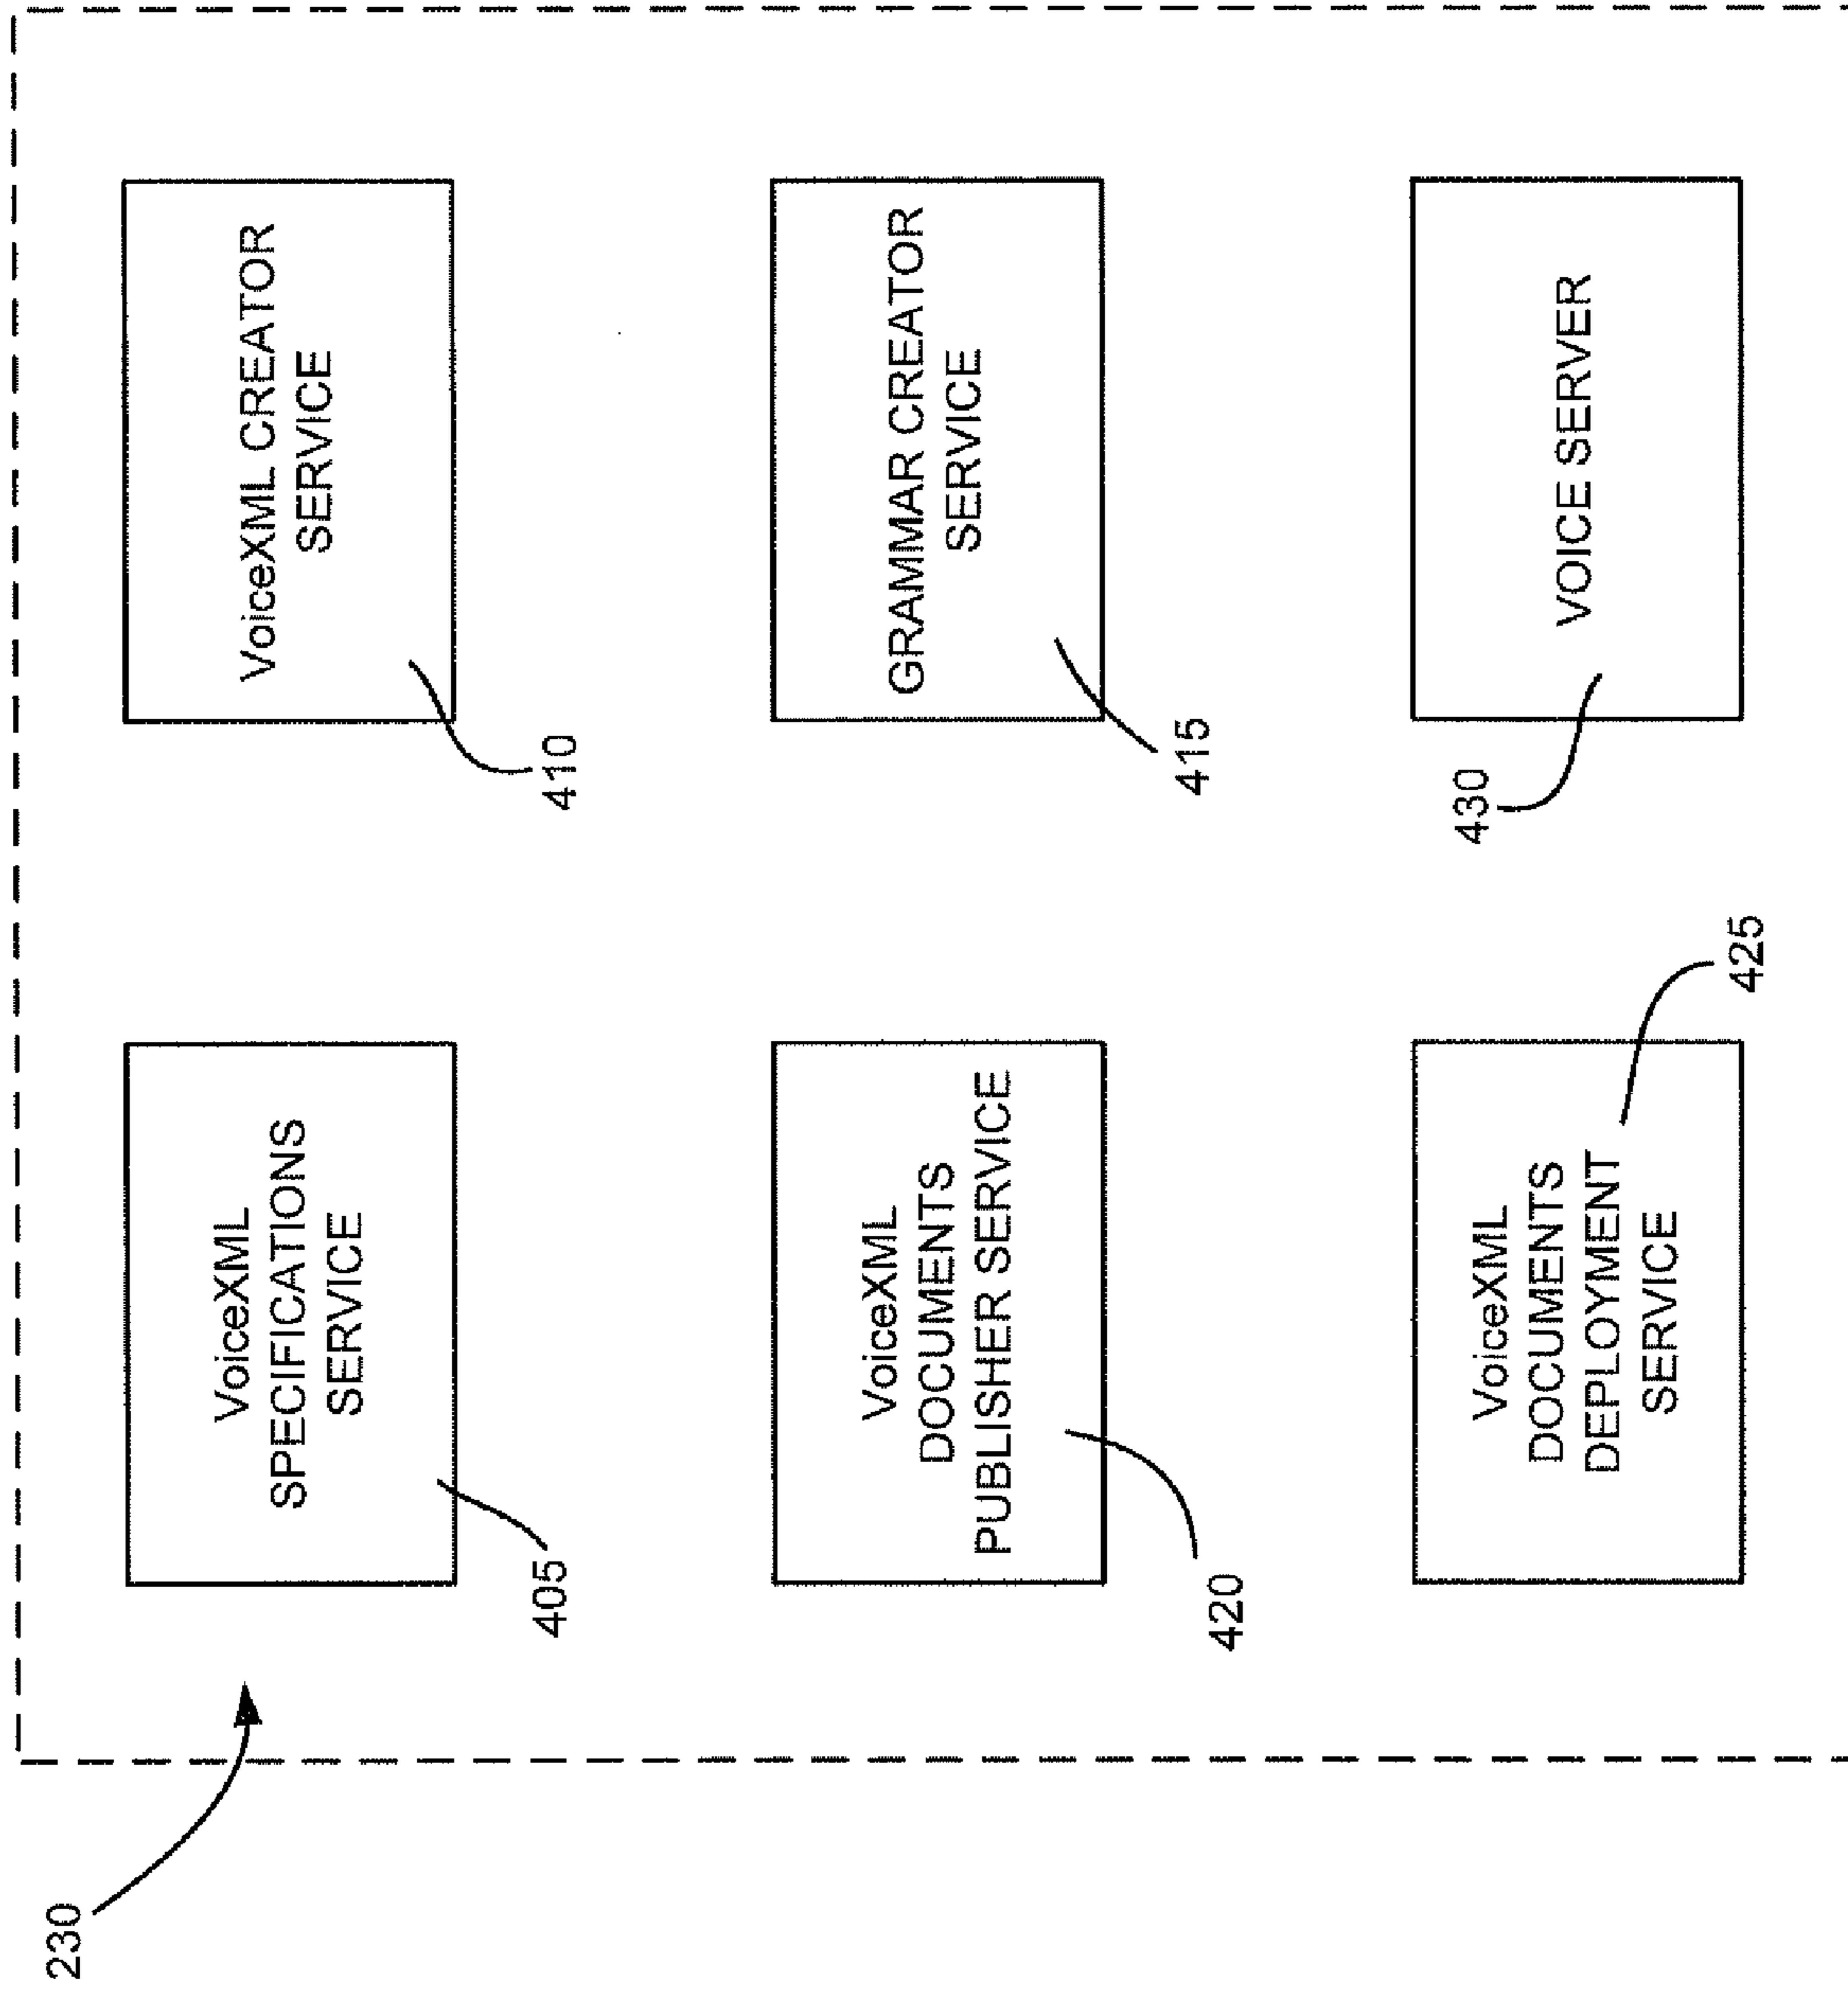 230
VoiceXML
SPECIFICATIONS
SERVICE
405
VoiceXML CREATOR
SERVICE
410
VoiceXML
DOCUMENTS
PUBLISHER SERVICE
420
GRAMMAR CREATOR
SERVICE
415
VoiceXML
DOCUMENTS
DEPLOYMENT
SERVICE
425
VOICE SERVER
430